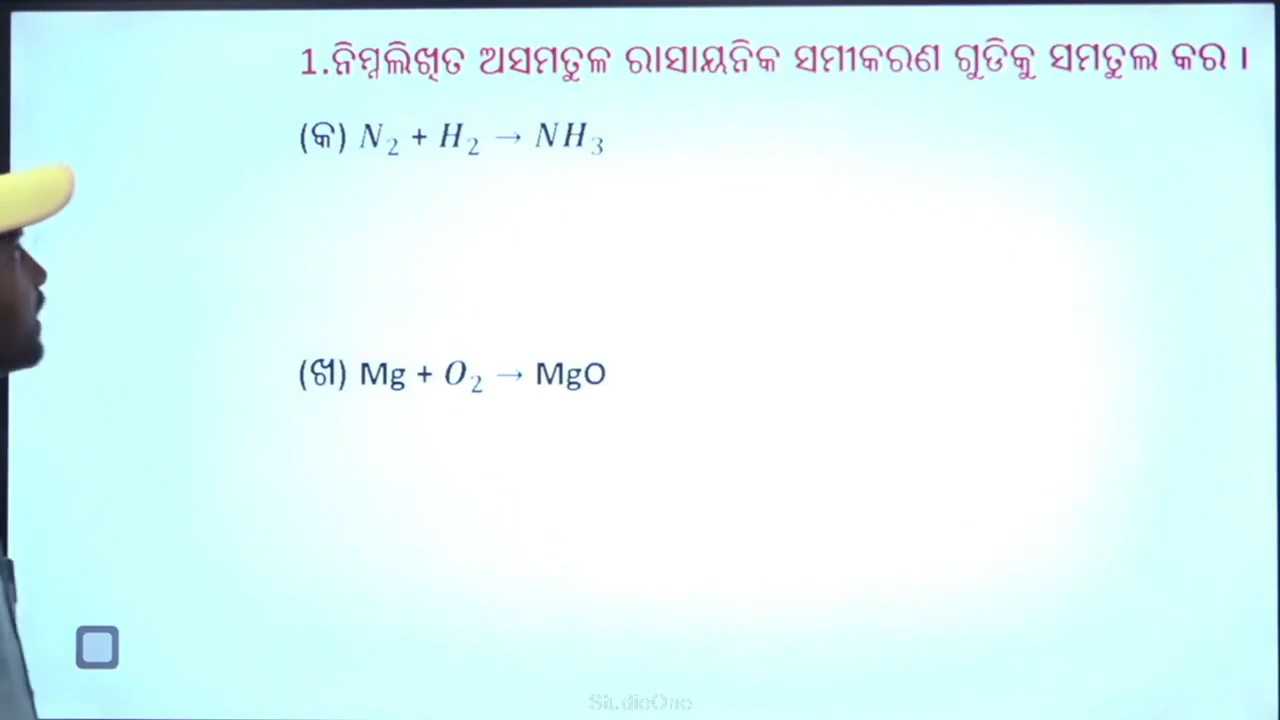 1.ନିମ୍ନଲିଖିତ ଅସମତୁଳ ରାସାୟନିକ ସମୀକରଣ ଗୁଡିକୁ ସମତୁଲ କର ।
(କ) N₂ + H₂ → NH₃
(ଖ) Mg + O₂ → MgO